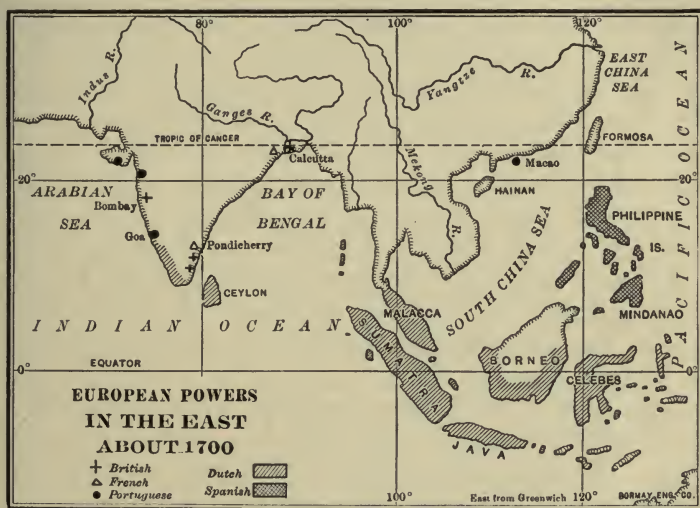 80°
100°
120°
EAST
CHINA
SEA
Indus R.
Ganges R.
Yangtze R.
Mekong R.
TROPIC OF CANCER
Calcutta
FORMOSA
Macao
20°
20°
HAINAN
ARABIAN
SEA
Bombay
BAY OF
BENGAL
Goa
Pondicherry
SOUTH CHINA SEA
PACIFIC OCEAN
PHILIPPINE
IS.
CEYLON
MINDANAO
MALACCA
INDIAN OCEAN
SUMATRA
BORNEO
CELEBES
0°
EQUATOR
0°
JAVA
EUROPEAN POWERS
IN THE EAST
ABOUT 1700
British
French
Portuguese
Dutch
Spanish
100°
East from Greenwich
120°
BORMAY ENG. CO.